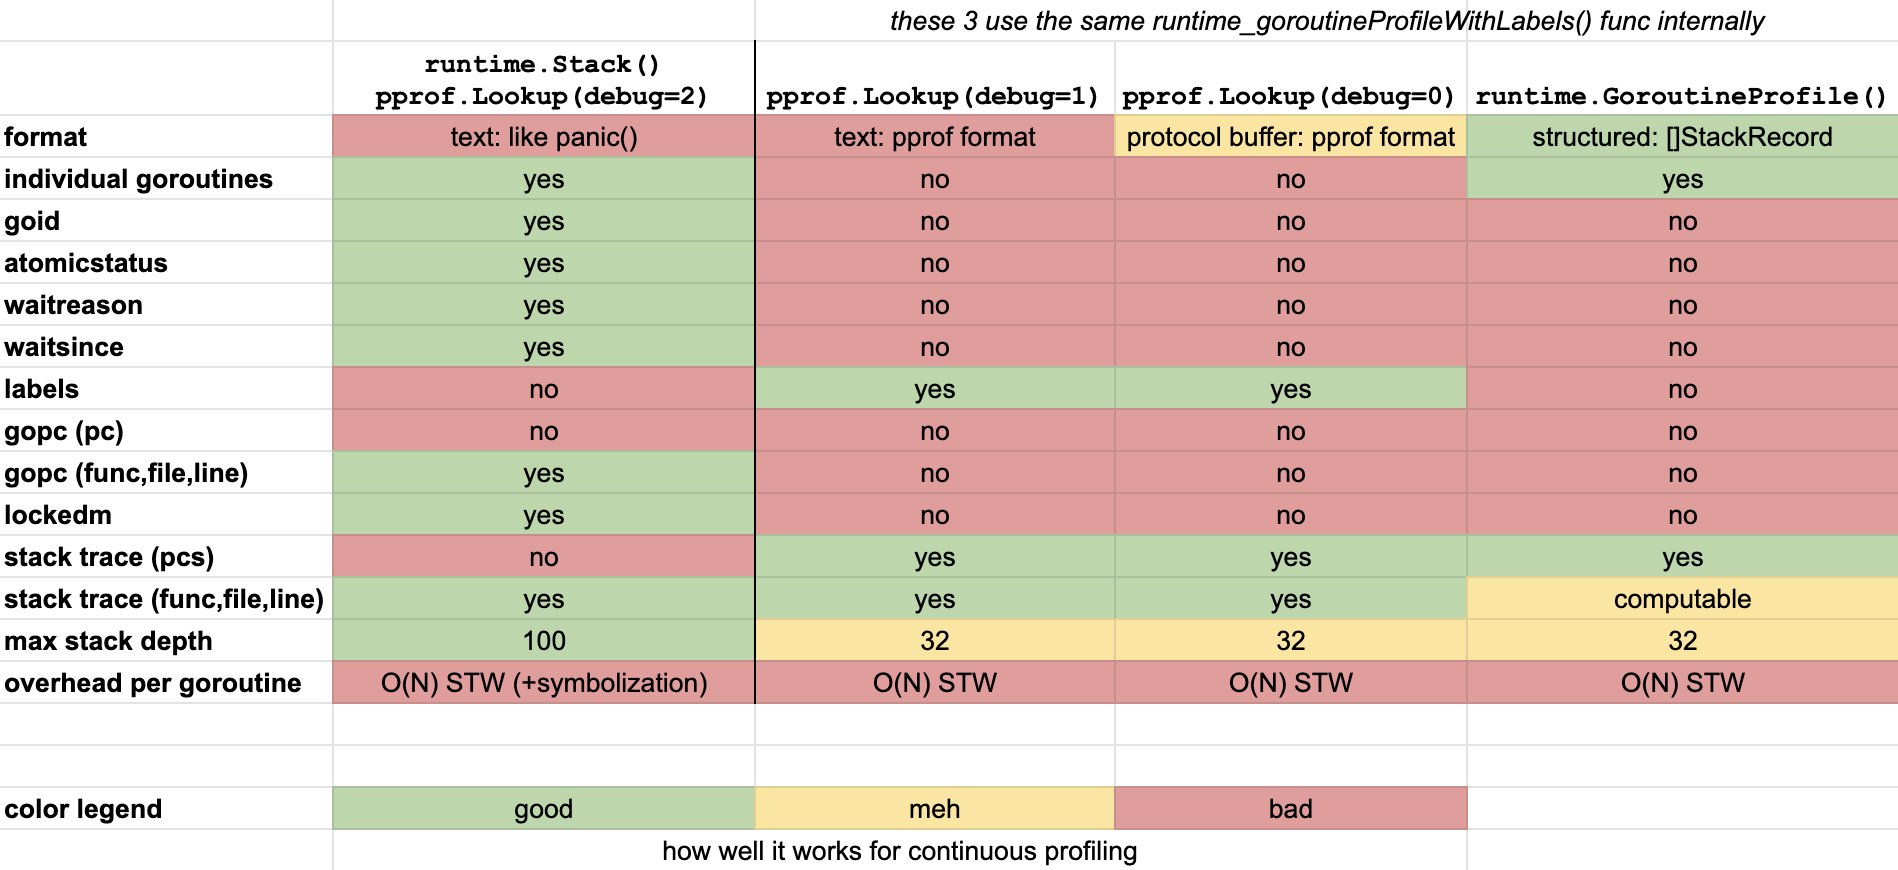 these 3 use the same runtime_goroutineProfileWithLabels() func internally
runtime.Stack()
pprof.Lookup(debug=2) pprof.Lookup(debug=1) pprof.Lookup(debug=0) runtime.GoroutineProfile()
format text: like panic() text: pprof format protocol buffer: pprof format structured: []StackRecord
individual goroutines yes no no yes
goid yes no no no
atomicstatus yes no no no
waitreason yes no no no
waitsince yes no no no
labels no yes yes no
gopc (pc) no no no no
gopc (func,file,line) yes no no no
lockedm yes no no no
stack trace (pcs) no yes yes yes
stack trace (func,file,line) yes yes yes computable
max stack depth 100 32 32 32
overhead per goroutine O(N) STW (+symbolization) O(N) STW O(N) STW O(N) STW
color legend good meh bad
how well it works for continuous profiling